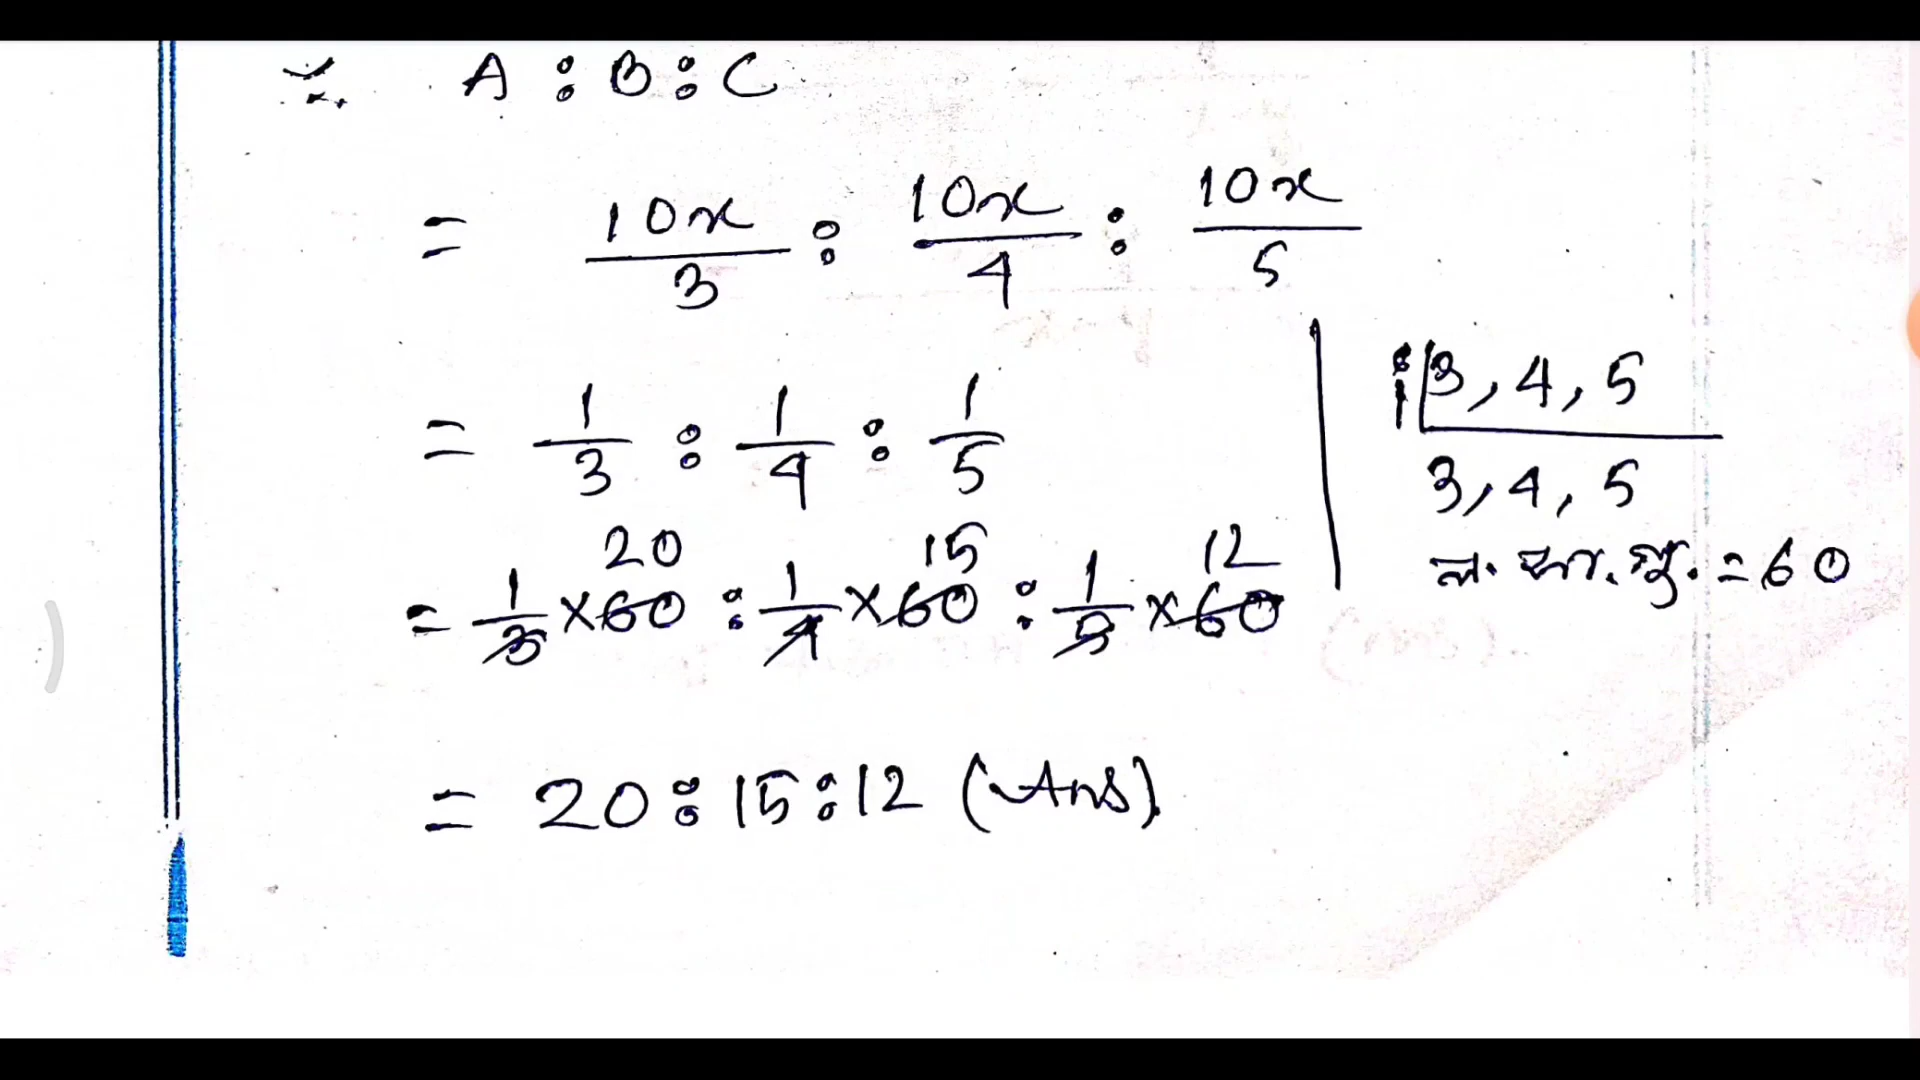 A : B : C
= 10x/3 : 10x/4 : 10x/5
= 1/3 : 1/4 : 1/5
3, 4, 5
3, 4, 5
ল. সা. গু. = 60
20 15 12
= 1/3 ×60 : 1/4 ×60 : 1/5 ×60
= 20 : 15 : 12 (Ans).